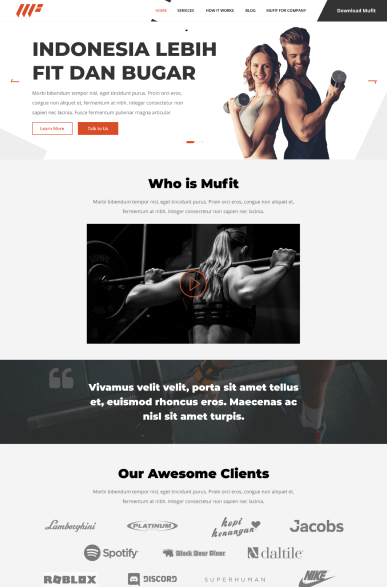 HOME SERVICES HOW IT WORKS BLOG MUFIT FOR COMPANY Download Mufit
INDONESIA LEBIH
FIT DAN BUGAR
Morbi bibendum tempor nisl, eget tincidunt purus. Proin orci eros,
congue non aliquet et, fermentum at nibh. Integer consectetur non
sapien nec lacinia. Fusce fermentum pulvinar magna articular
Learn More Talk to Us
Who is Mufit
Morbi bibendum tempor nisl, eget tincidunt purus. Proin orci eros, congue non aliquet et,
fermentum at nibh. Integer consectetur non sapien nec lacinia.
Vivamus velit velit, porta sit amet tellus
et, euismod rhoncus eros. Maecenas ac
nisl sit amet turpis.
Our Awesome Clients
Morbi bibendum tempor nisl, eget tincidunt purus. Proin orci eros, congue non aliquet et,
fermentum at nibh. Integer consectetur non sapien nec lacinia.
Lamborghini PLATINUM kopi kenangan Jacobs
Spotify Black Bear Diner daltile
ROBLOX DISCORD SUPERHUMAN NIKE